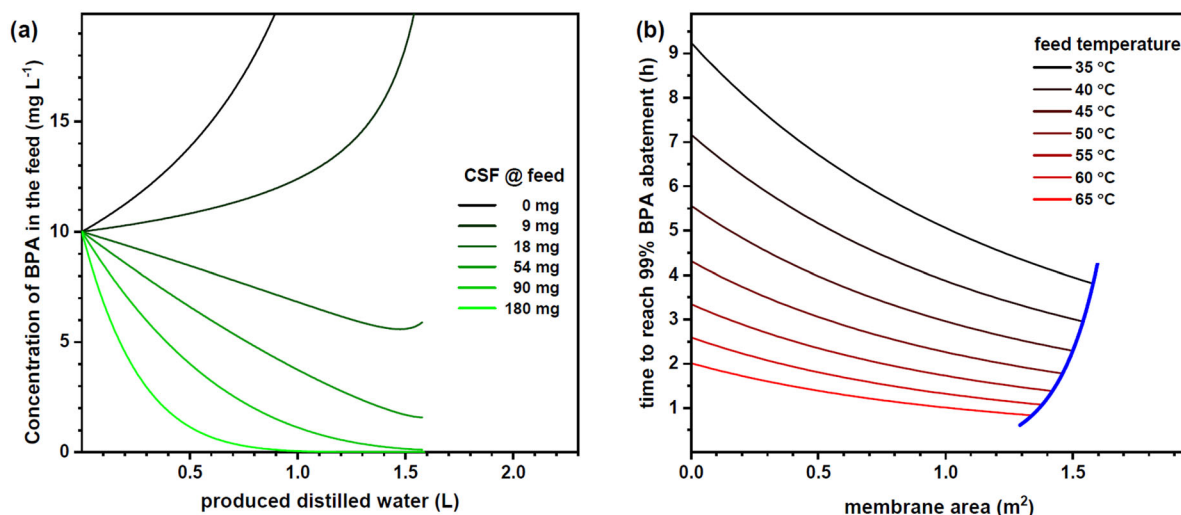 (a)
Concentration of BPA in the feed (mg L⁻¹)
15
10
5
0
0.5
1.0
1.5
2.0
produced distilled water (L)
CSF @ feed
0 mg
9 mg
18 mg
54 mg
90 mg
180 mg
(b)
time to reach 99% BPA abatement (h)
9
8
7
6
5
4
3
2
1
0.0
0.5
1.0
1.5
membrane area (m²)
feed temperature
35 °C
40 °C
45 °C
50 °C
55 °C
60 °C
65 °C